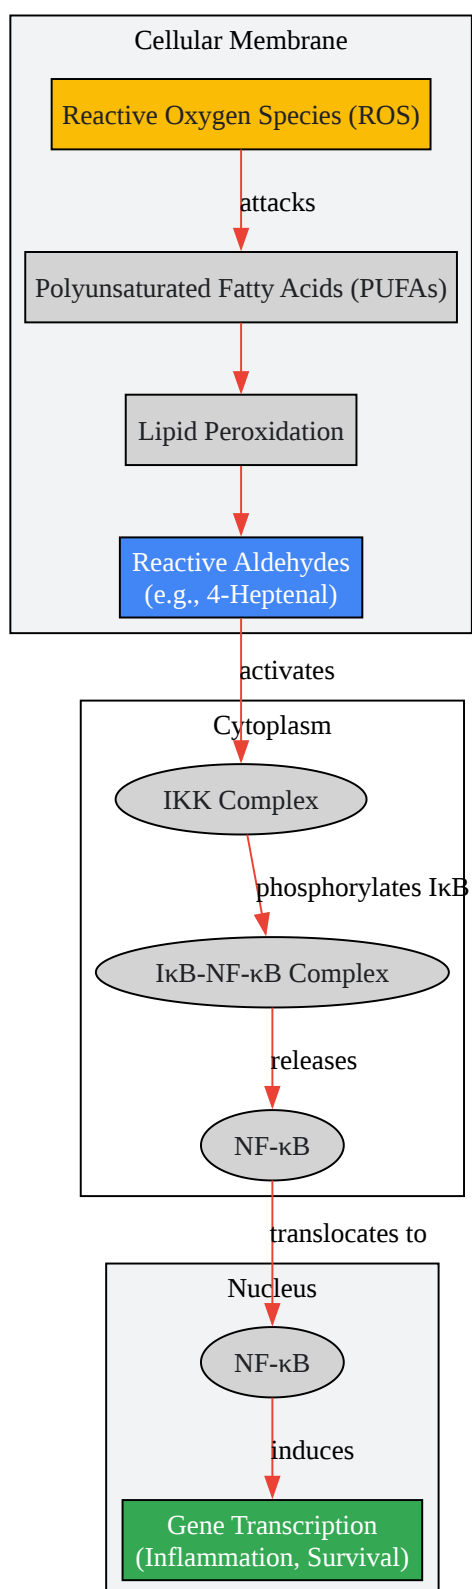 Cellular Membrane
Reactive Oxygen Species (ROS)
attacks
Polyunsaturated Fatty Acids (PUFAs)
Lipid Peroxidation
Reactive Aldehydes
(e.g., 4-Heptenal)
activates
Cytoplasm
IKK Complex
phosphorylates IκB
IκB-NF-κB Complex
releases
NF-κB
translocates to
Nucleus
NF-κB
induces
Gene Transcription
(Inflammation, Survival)